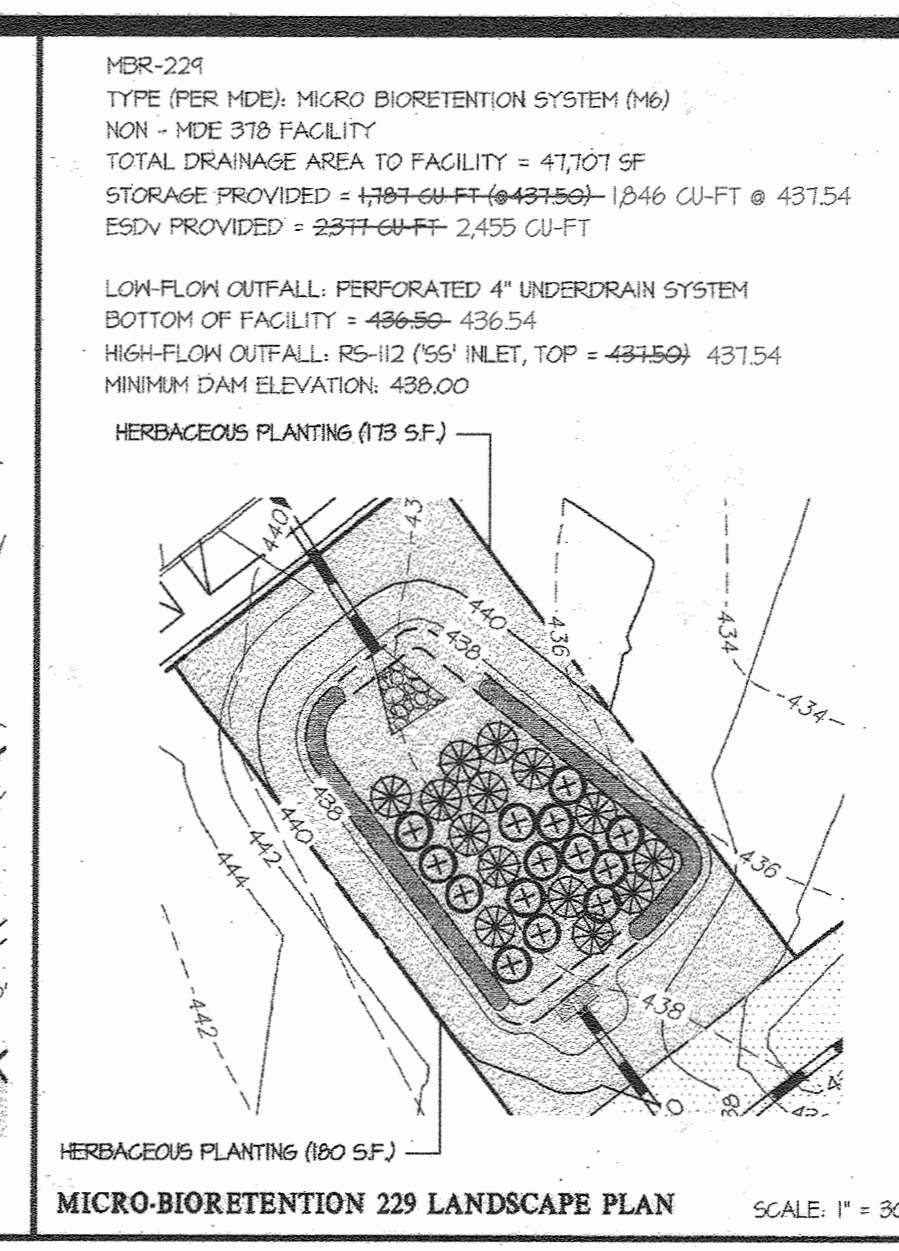 MBR-229
TYPE (PER MDE): MICRO BIORETENTION SYSTEM (M6)
NON - MDE 378 FACILITY
TOTAL DRAINAGE AREA TO FACILITY = 47,707 SF
STORAGE PROVIDED = 1,787 CU-FT (@437.50) 1,846 CU-FT @ 437.54
ESDv PROVIDED = 2,377 CU-FT 2,455 CU-FT
LOW-FLOW OUTFALL: PERFORATED 4" UNDERDRAIN SYSTEM
BOTTOM OF FACILITY = 436.50 436.54
HIGH-FLOW OUTFALL: RS-112 ('SS' INLET, TOP = 437.50) 437.54
MINIMUM DAM ELEVATION: 438.00
HERBACEOUS PLANTING (173 S.F.)
440
43
440
438
436
434
434
438
440
442
444
436
442
438
38
HERBACEOUS PLANTING (180 S.F.)
MICRO-BIORETENTION 229 LANDSCAPE PLAN
SCALE: 1" = 30